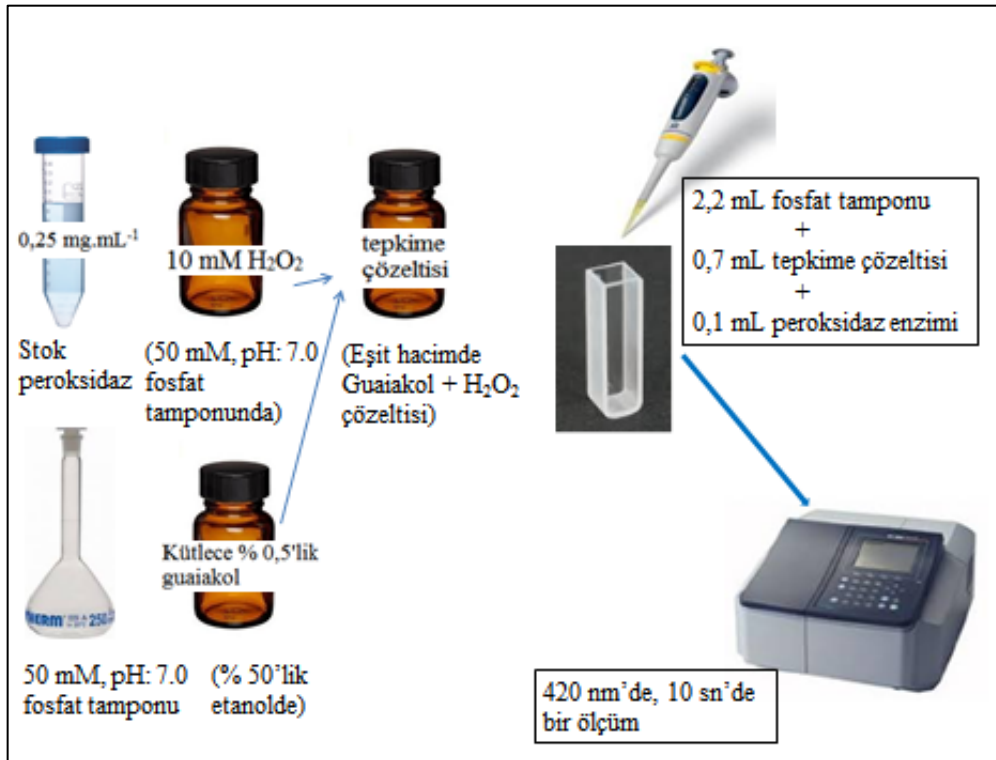 0,25 mg.mL⁻¹
Stok
peroksidaz
10 mM H₂O₂
(50 mM, pH: 7.0
fosfat
tamponunda)
tepkime
çözeltisi
(Eşit hacimde
Guaiakol + H₂O₂
çözeltisi)
250
50 mM, pH: 7.0
fosfat tamponu
Kütlece % 0,5'lik
guaiakol
(% 50’lik
etanolde)
2,2 mL fosfat tamponu
+
0,7 mL tepkime çözeltisi
+
0,1 mL peroksidaz enzimi
420 nm’de, 10 sn’de
bir ölçüm